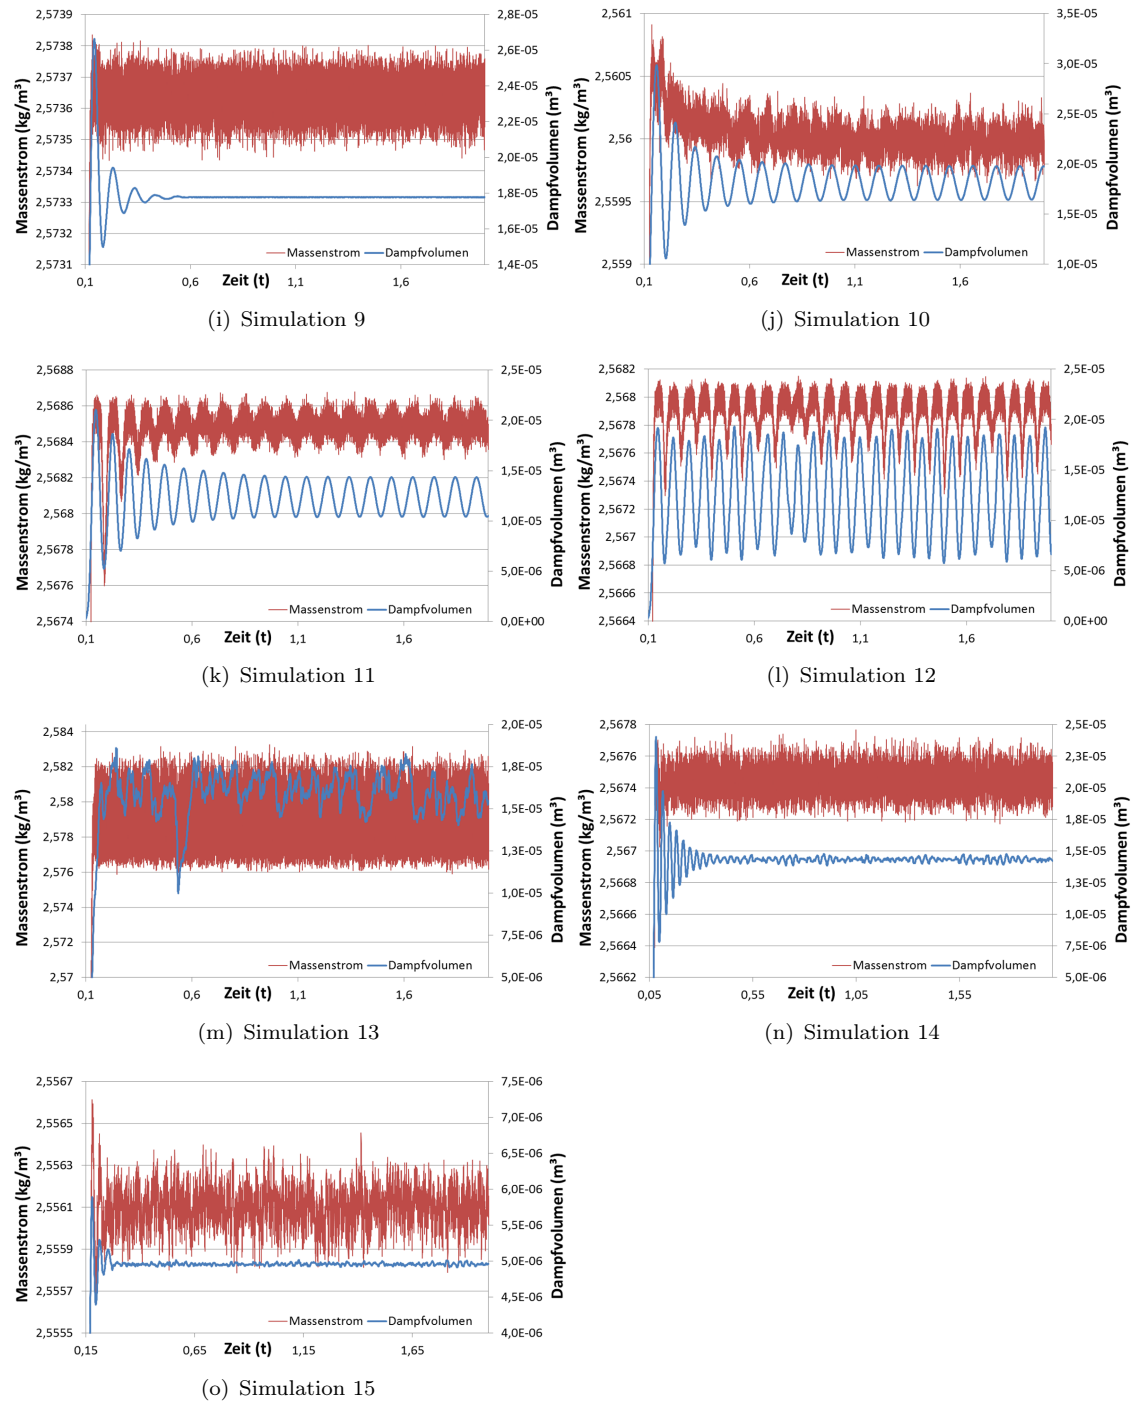 2,5739
2,5738
2,5737
2,5736
2,5735
2,5734
2,5733
2,5732
2,5731
Massenstrom (kg/m³)
2,8E-05
2,6E-05
2,4E-05
2,2E-05
2,0E-05
1,8E-05
1,6E-05
1,4E-05
Dampfvolumen (m³)
Massenstrom Dampfvolumen
0,1 0,6 1,1 1,6
Zeit (t)
(i) Simulation 9
2,561
2,5605
2,56
2,5595
2,559
Massenstrom (kg/m³)
3,5E-05
3,0E-05
2,5E-05
2,0E-05
1,5E-05
1,0E-05
Dampfvolumen (m³)
Massenstrom Dampfvolumen
0,1 0,6 1,1 1,6
Zeit (t)
(j) Simulation 10
2,5688
2,5686
2,5684
2,5682
2,568
2,5678
2,5676
2,5674
Massenstrom (kg/m³)
2,5E-05
2,0E-05
1,5E-05
1,0E-05
5,0E-06
0,0E+00
Dampfvolumen (m³)
Massenstrom Dampfvolumen
0,1 0,6 1,1 1,6
Zeit (t)
(k) Simulation 11
2,5682
2,568
2,5678
2,5676
2,5674
2,5672
2,567
2,5668
2,5666
2,5664
Massenstrom (kg/m³)
2,5E-05
2,0E-05
1,5E-05
1,0E-05
5,0E-06
0,0E+00
Dampfvolumen (m³)
Massenstrom Dampfvolumen
0,1 0,6 1,1 1,6
Zeit (t)
(l) Simulation 12
2,584
2,582
2,58
2,578
2,576
2,574
2,572
2,57
Massenstrom (kg/m³)
2,0E-05
1,8E-05
1,5E-05
1,3E-05
1,0E-05
7,5E-06
5,0E-06
Dampfvolumen (m³)
Massenstrom Dampfvolumen
0,1 0,6 1,1 1,6
Zeit (t)
(m) Simulation 13
2,5678
2,5676
2,5674
2,5672
2,567
2,5668
2,5666
2,5664
2,5662
Massenstrom (kg/m³)
2,5E-05
2,3E-05
2,0E-05
1,8E-05
1,5E-05
1,3E-05
1,0E-05
7,5E-06
5,0E-06
Dampfvolumen (m³)
Massenstrom Dampfvolumen
0,05 0,55 1,05 1,55
Zeit (t)
(n) Simulation 14
2,5567
2,5565
2,5563
2,5561
2,5559
2,5557
2,5555
Massenstrom (kg/m³)
7,5E-06
7,0E-06
6,5E-06
6,0E-06
5,5E-06
5,0E-06
4,5E-06
4,0E-06
Dampfvolumen (m³)
Massenstrom Dampfvolumen
0,15 0,65 1,15 1,65
Zeit (t)
(o) Simulation 15